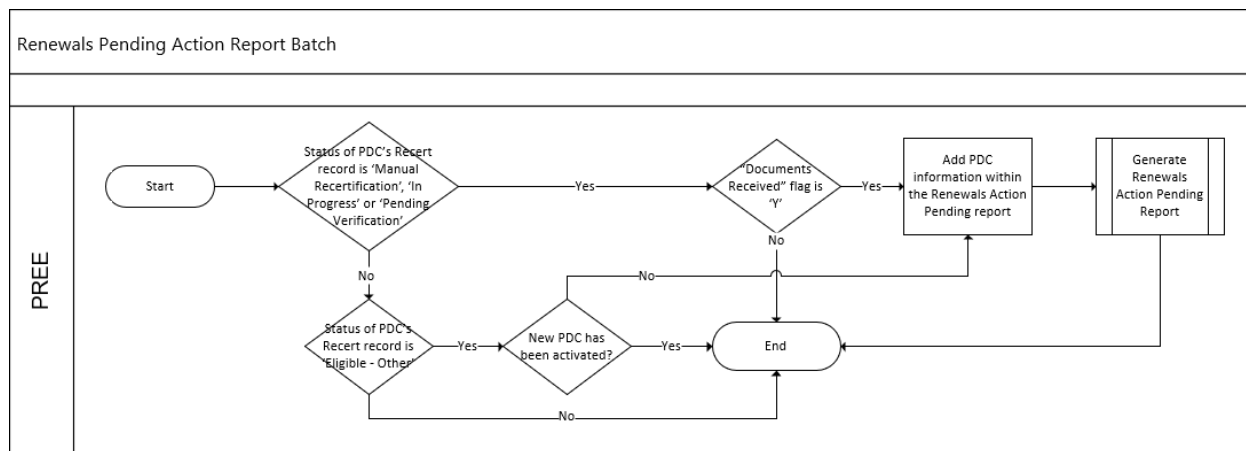 Renewals Pending Action Report Batch
PREE
Start
Status of PDC's Recert
record is 'Manual
Recertification', 'In
Progress' or 'Pending
Verification'
Yes
"Documents
Received" flag is
'Y'
Yes
Add PDC
information within
the Renewals Action
Pending report
Generate
Renewals
Action Pending
Report
No
No
No
Status of PDC's
Recert record is
'Eligible - Other'
Yes
New PDC has
been activated?
Yes
End
No